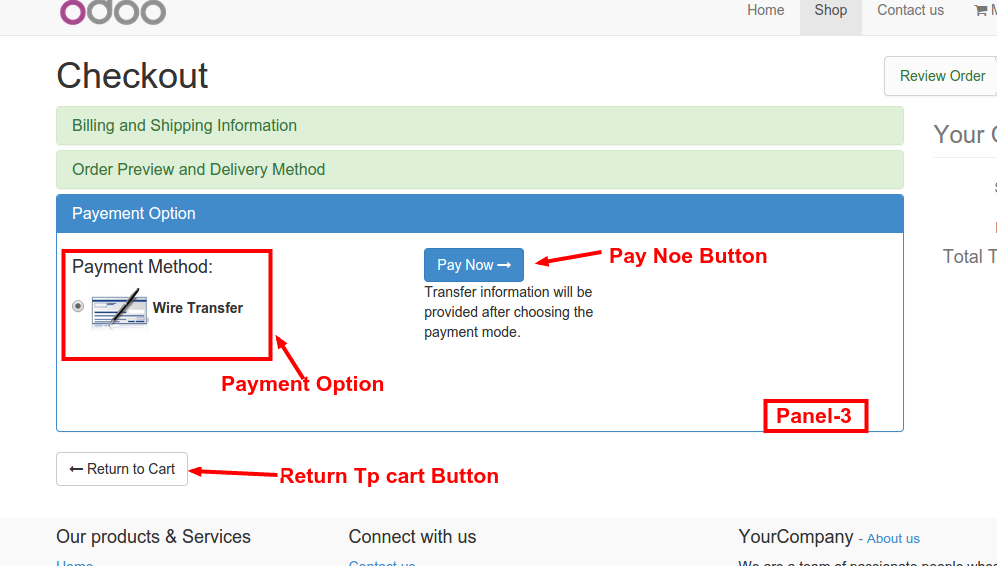 odoo
Home Shop Contact us
Checkout
Review Order
Billing and Shipping Information
Your
Order Preview and Delivery Method
Payement Option
Payment Method:
Pay Now →
Pay Noe Button
Total
Wire Transfer
Transfer information will be
provided after choosing the
payment mode.
Payment Option
Panel-3
← Return to Cart
Return Tp cart Button
Our products & Services
Connect with us
YourCompany - About us
Home
Contact us
We are a team of passionate people whose